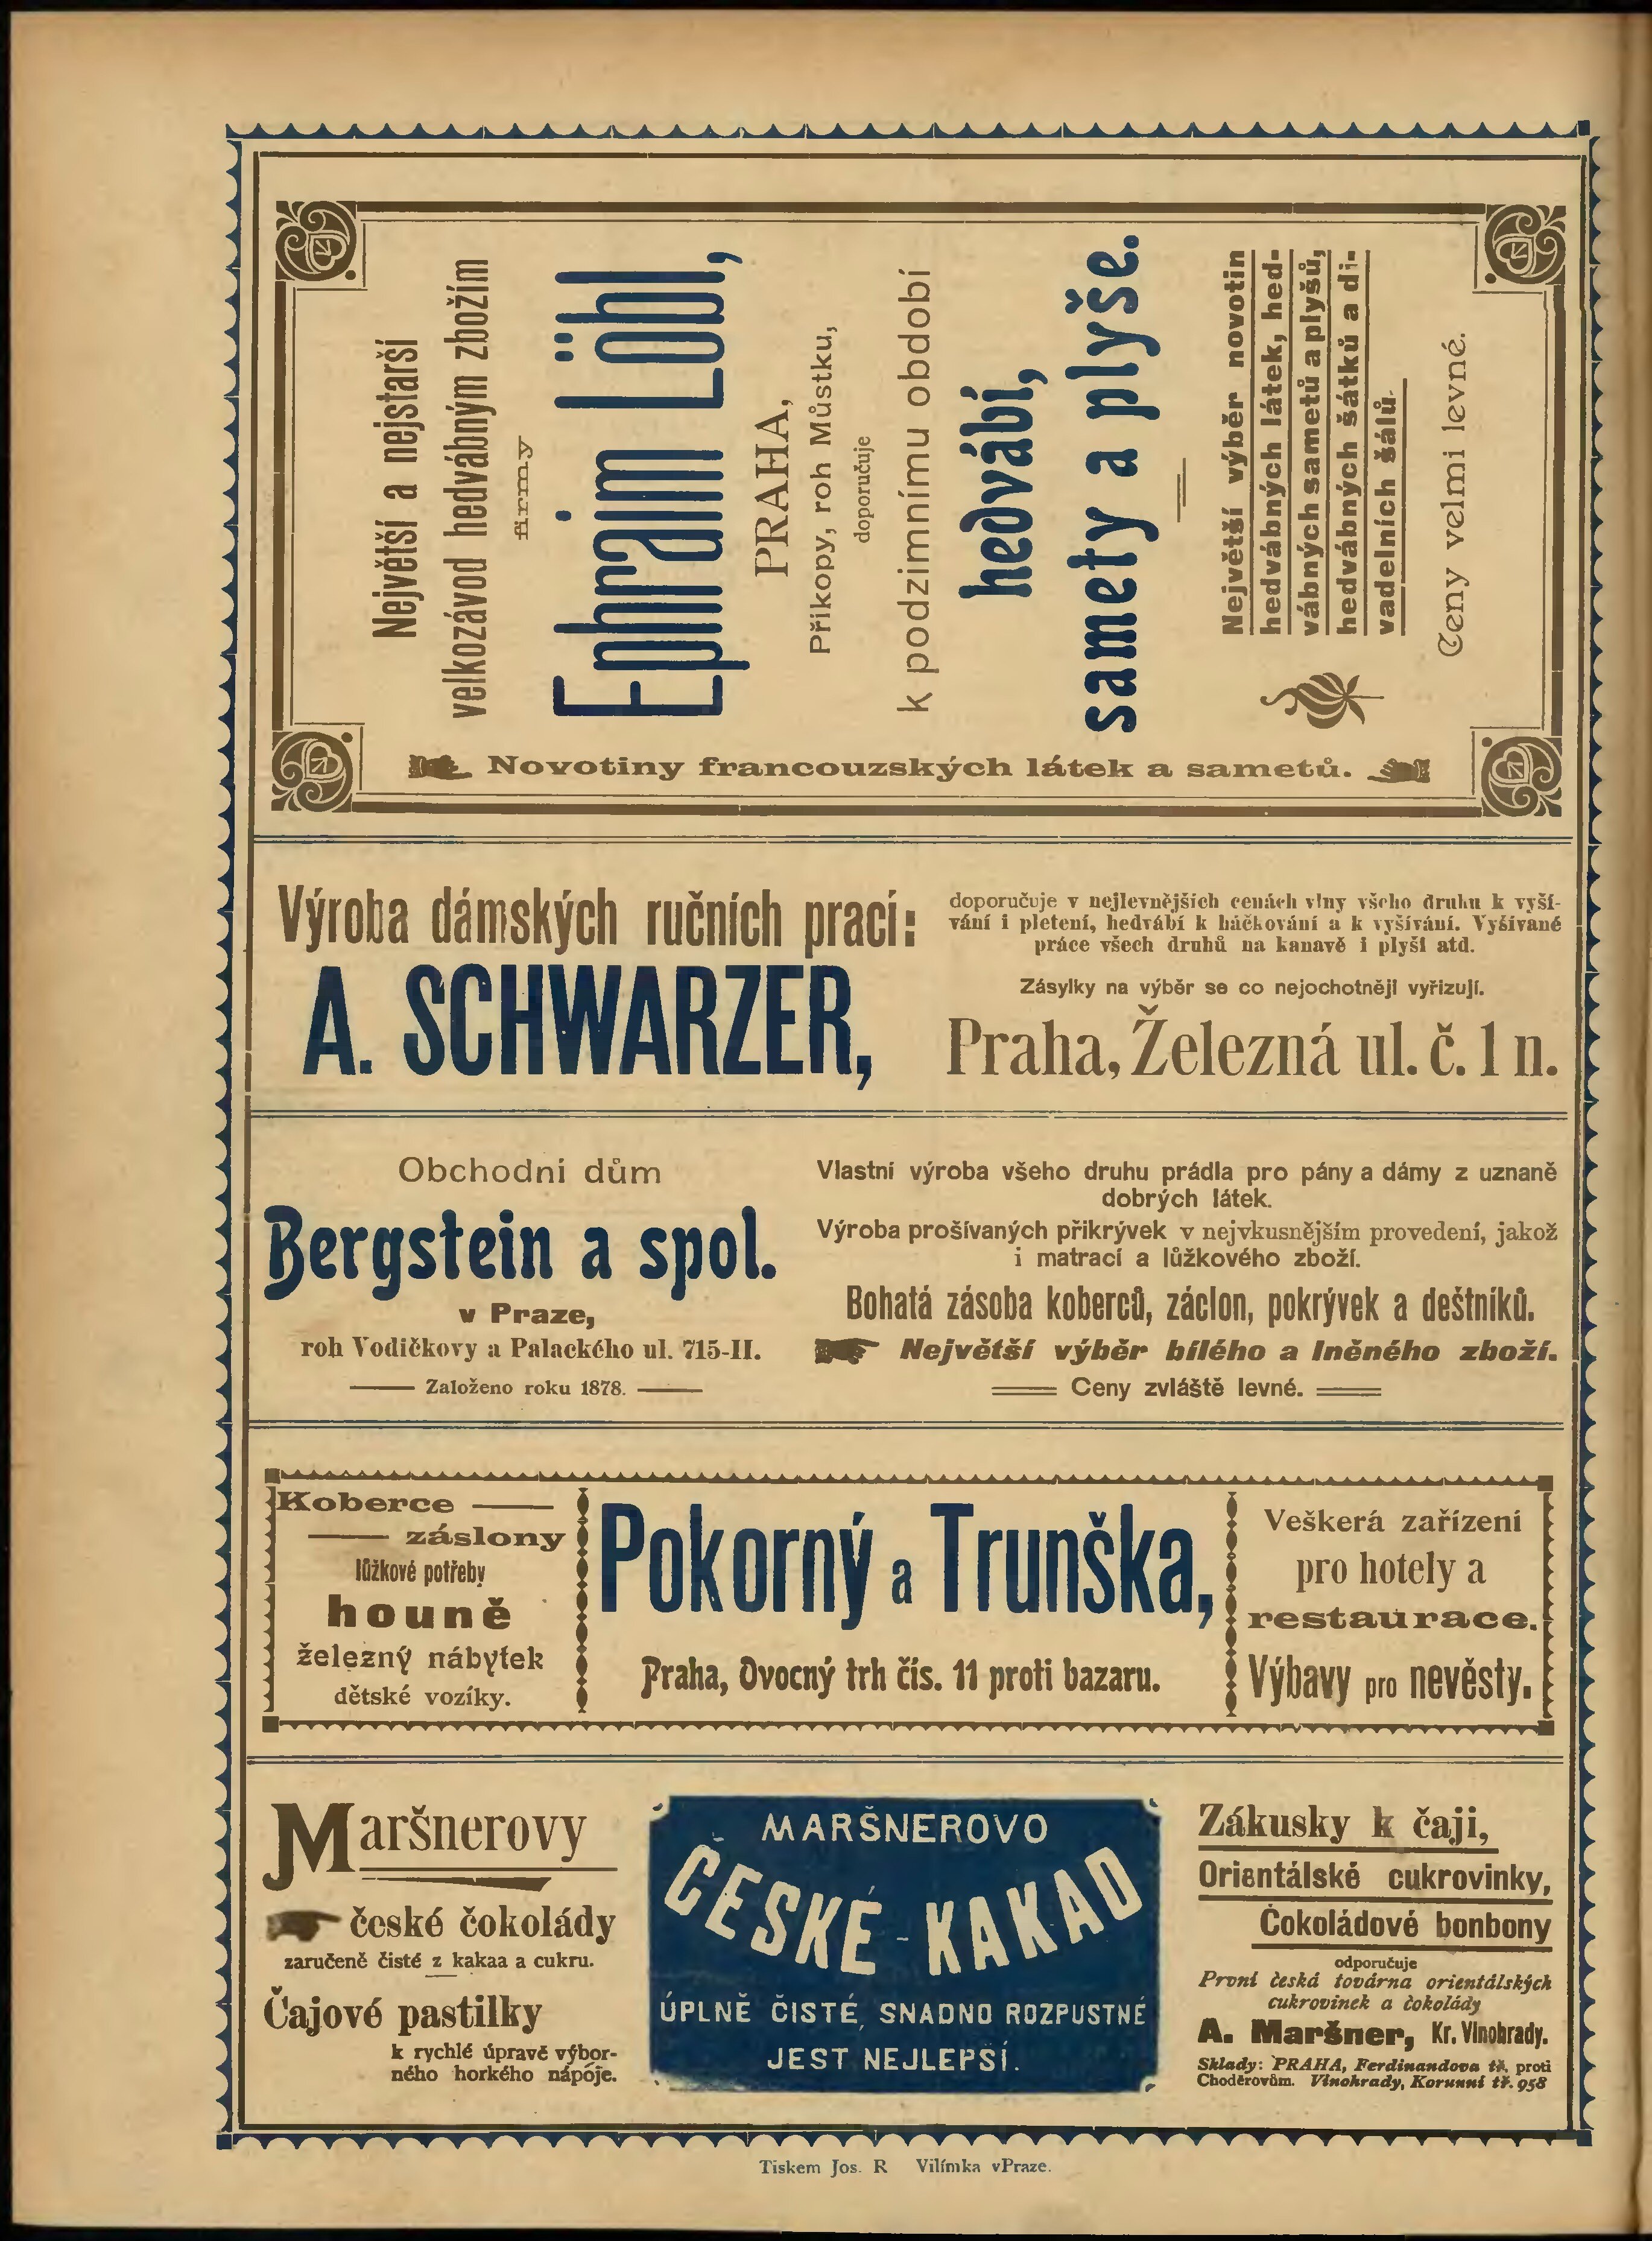 Největší a nejstarší
velkozávod hedvábným zbožím
firmy
Ephraim Löbl,
PRAHA,
Příkopy, roh Můstku,
doporučuje
k podzimnímu období
hedvábí,
samety a plyše.
Největší výběr novotin
hedvábných látek, hed-
vábných sametů a plyšů,
hedvábných šátků a di-
vadelních šálů.
Ceny velmi levné.
Novotiny francouzských látek a sametů.
Výroba dámských ručních prací:
A. SCHWARZER,
doporučuje v nejlevnějších cenách vlny všeho druhu k vyší-
vání i pletení, hedvábí k háčkování a k vyšívání. Vyšívané
práce všech druhů na kanavě i plyši atd.
Zásylky na výběr se co nejochotněji vyřizují.
Praha, Železná ul. č. 1 n.
Obchodní dům
Bergstein a spol.
v Praze,
roh Vodičkovy a Palackého ul. 715-II.
Založeno roku 1878.
Vlastní výroba všeho druhu prádla pro pány a dámy z uznaně
dobrých látek.
Výroba prošívaných přikrývek v nejvkusnějším provedení, jakož
i matrací a lůžkového zboží.
Bohatá zásoba koberců, záclon, pokrývek a deštníků.
Největší výběr bílého a lněného zboží.
Ceny zvláště levné.
Koberce
záslony
lůžkové potřeby
houně
železný nábytek
dětské vozíky.
Pokorný a Trunška,
Praha, Ovocný trh čís. 11 proti bazaru.
Veškerá zařízení
pro hotely a
restaurace.
Výbavy pro nevěsty.
Maršnerovy
české čokolády
zaručeně čisté z kakaa a cukru.
Čajové pastilky
k rychlé úpravě výbor-
ného horkého nápoje.
MARŠNEROVO
ČESKÉ-KAKAO
ÚPLNĚ ČISTÉ, SNADNO ROZPUSTNÉ
JEST NEJLEPŠÍ.
Zákusky k čaji,
Orientálské cukrovinky,
Čokoládové bonbony
odporučuje
První česká továrna orientálských
cukrovinek a čokolády
A. Maršner, Kr. Vinohrady.
Sklady: PRAHA, Ferdinandova tř. proti
Choděrovům. Vinohrady, Korunní tř. 958
Tiskem Jos. R Vilímka v Praze.